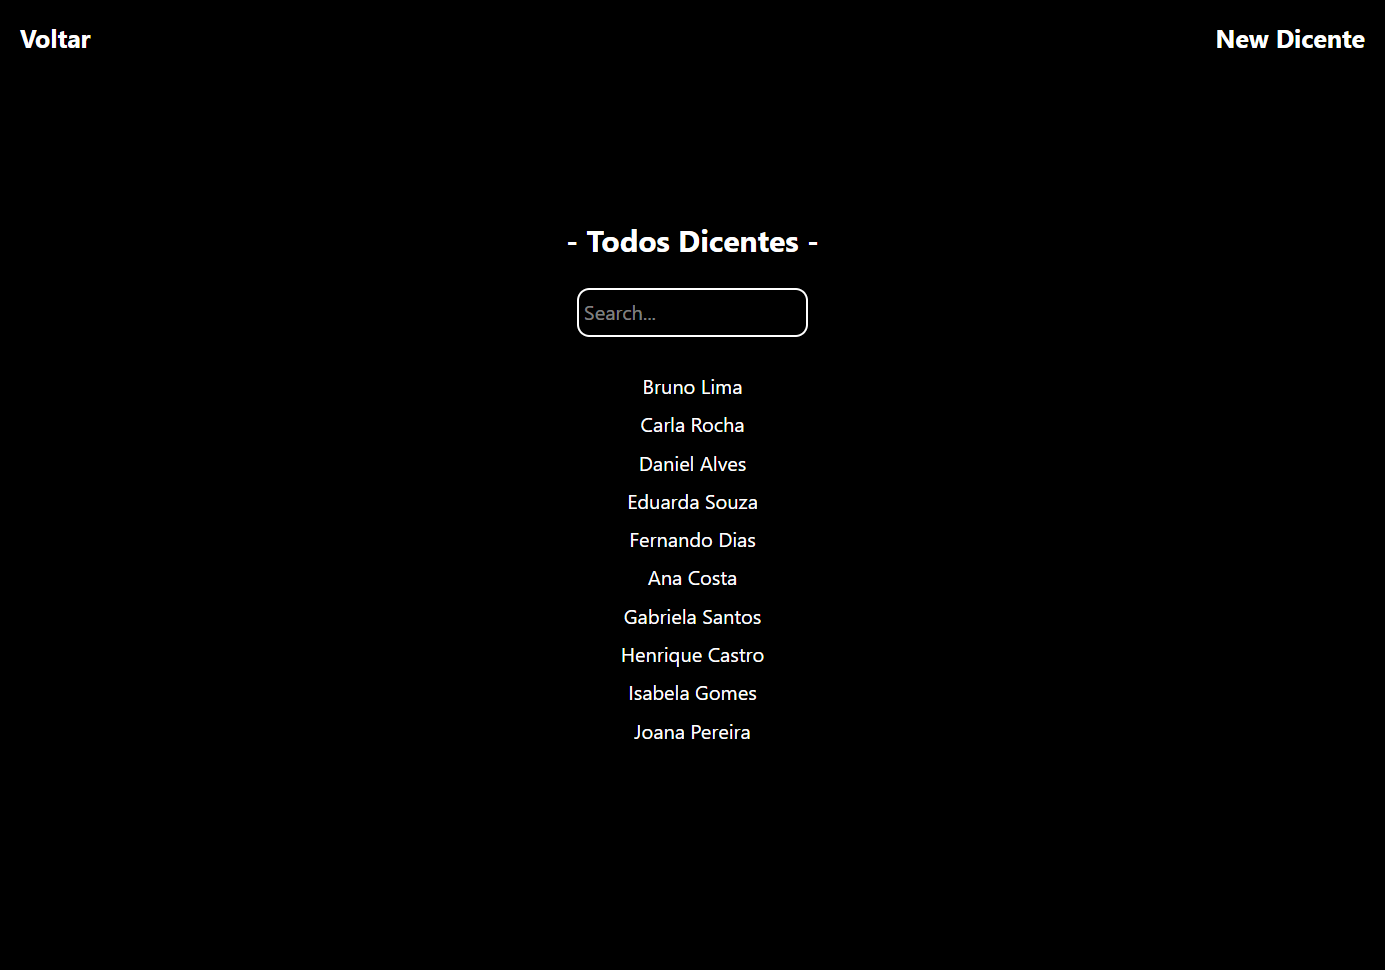 Voltar
New Dicente
- Todos Dicentes -
Search...
Bruno Lima
Carla Rocha
Daniel Alves
Eduarda Souza
Fernando Dias
Ana Costa
Gabriela Santos
Henrique Castro
Isabela Gomes
Joana Pereira